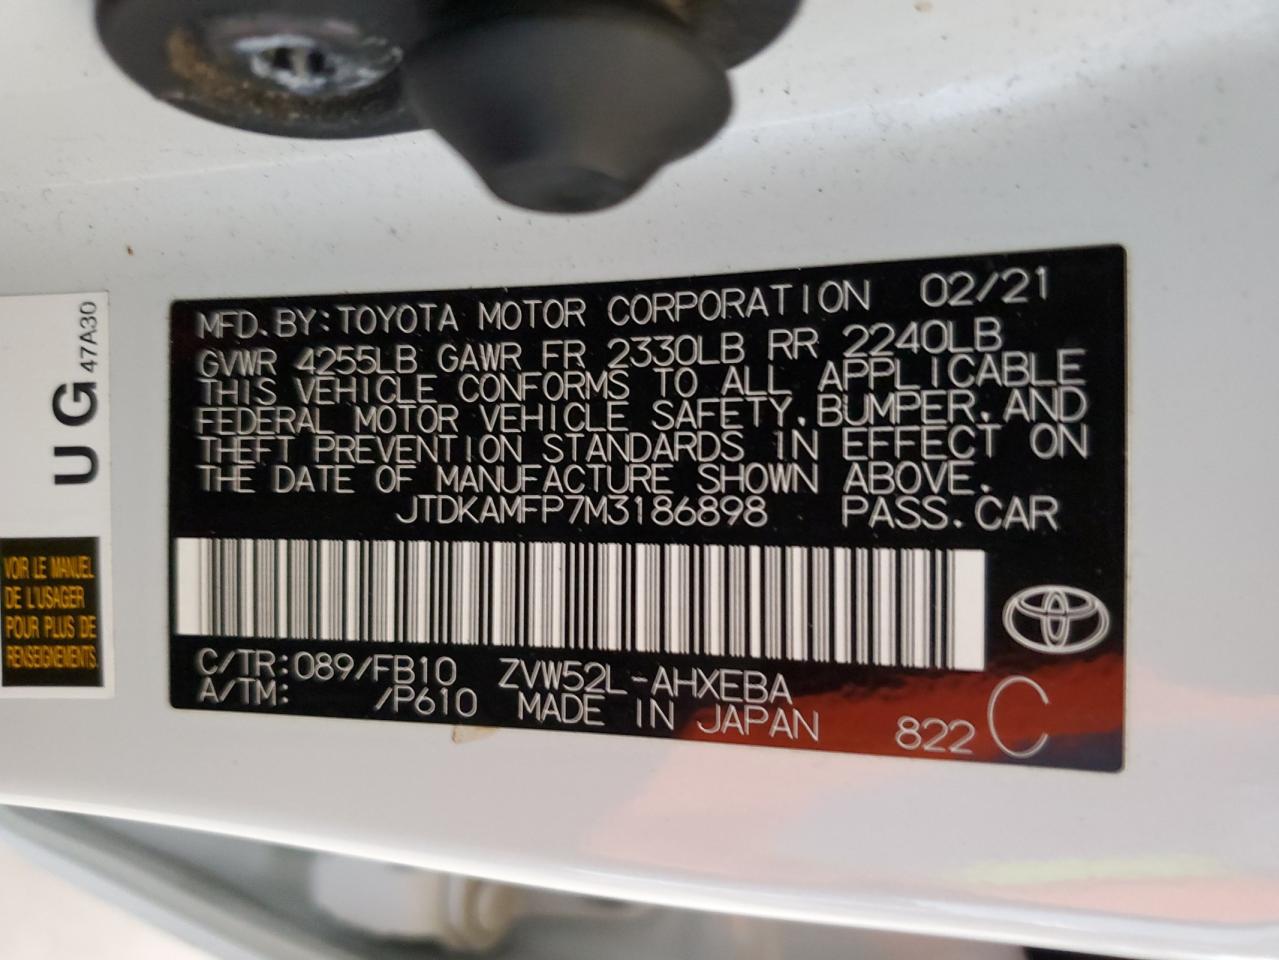 MFD. BY: TOYOTA MOTOR CORPORATION 02/21
GVWR 4255LB GAWR FR 2330LB RR 2240LB
THIS VEHICLE CONFORMS TO ALL APPLICABLE
FEDERAL MOTOR VEHICLE SAFETY, BUMPER, AND
THEFT PREVENTION STANDARDS IN EFFECT ON
THE DATE OF MANUFACTURE SHOWN ABOVE.
JTDKAMFP7M3186898 PASS. CAR
C/TR: 089/FB10 ZVW52L-AHXEBA
A/TM: /P610 MADE IN JAPAN 822 C
UG
47A30
VOIR LE MANUEL
DE L'USAGER
POUR PLUS DE
RENSEIGNEMENTS.